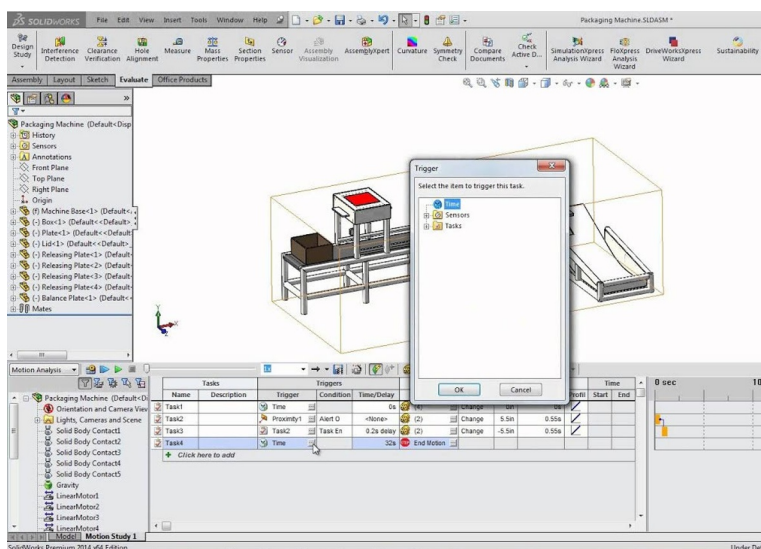 SOLIDWORKS File Edit View Insert Tools Window Help Packaging Machine.SLDASM *
Design Study
Interference Detection
Clearance Verification
Hole Alignment
Measure
Mass Properties
Section Properties
Sensor
Assembly Visualization
AssemblyXpert
Curvature
Symmetry Check
Compare Documents
Check Active D...
SimulationXpress Analysis Wizard
FloXpress Analysis Wizard
DriveWorksXpress Wizard
Sustainability
Assembly Layout Sketch Evaluate Office Products
Packaging Machine (Default<Disp
History
Sensors
Annotations
Front Plane
Top Plane
Right Plane
Origin
(f) Machine Base<1> (Default<
(-) Box<1> (Default<<Default>
(-) Plate<1> (Default<<Default
(-) Lid<1> (Default<<Default>_
(-) Releasing Plate<1> (Default
(-) Releasing Plate<2> (Default
(-) Releasing Plate<3> (Default
(-) Releasing Plate<4> (Default
(-) Balance Plate<1> (Default<
Mates
Trigger
Select the item to trigger this task.
Time
Sensors
Tasks
OK Cancel
Y
X
Motion Analysis
Packaging Machine (Default<Di
Orientation and Camera View
Lights, Cameras and Scene
Solid Body Contact1
Solid Body Contact2
Solid Body Contact3
Solid Body Contact4
Solid Body Contact5
Gravity
LinearMotor1
LinearMotor2
LinearMotor3
LinearMotor4
Tasks Triggers Time
Name Description Trigger Condition Time/Delay Profil Start End
Task1 Time 0s (4) Change 0in 0s
Task2 Proximity1 Alert O <None> (2) Change 5.5in 0.55s
Task3 Task2 Task En 0.2s delay (2) Change -5.5in 0.55s
Task4 Time 32s End Motion
Click here to add
0 sec 10
Model Motion Study 1
SolidWorks Premium 2014 x64 Edition Under De